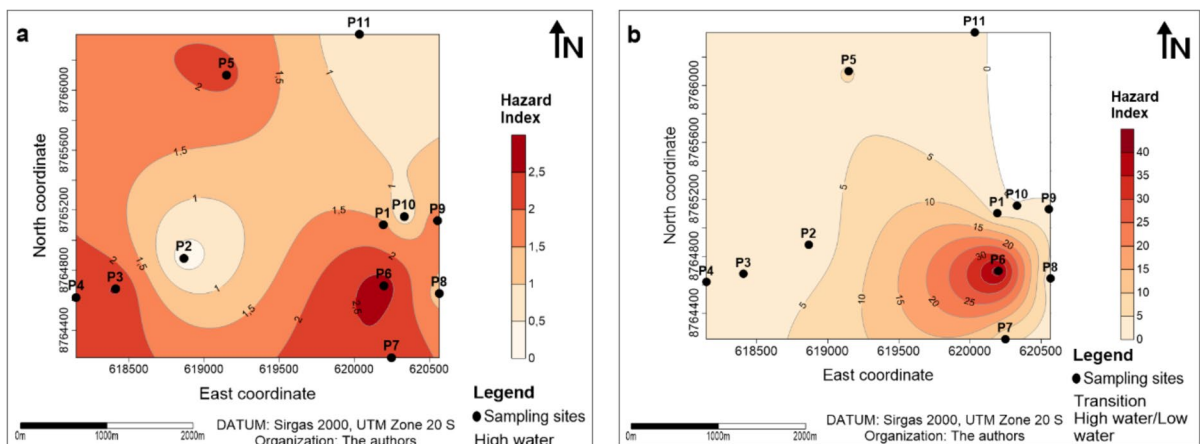 a
P11
N
P5
2
1,5
1
8766000
8765600
8765200
8764800
8764400
North coordinate
Hazard
Index
2,5
2
1,5
1
0,5
0
1,5
1
1
1,5
P1
P10
P9
P2
1,5
2
P4
P3
2
P6
P8
1
1,5
2
2,5
P7
618500
619000
619500
620000
620500
East coordinate
Legend
Sampling sites
High water
0
1000m
2000m
DATUM: Sirgas 2000, UTM Zone 20 S
Organization: The authors
b
P11
N
P5
5
0
8766000
8765600
8765200
8764800
8764400
North coordinate
Hazard
Index
40
35
30
25
20
15
10
5
0
5
5
P10
P9
P1
10
15
20
P2
P4
P3
30
P6
P8
5
10
15
20
25
P7
618500
619000
619500
620000
620500
East coordinate
Legend
Sampling sites
Transition
High water/Low
water
0
1000m
2000m
DATUM: Sirgas 2000, UTM Zone 20 S
Organization: The authors